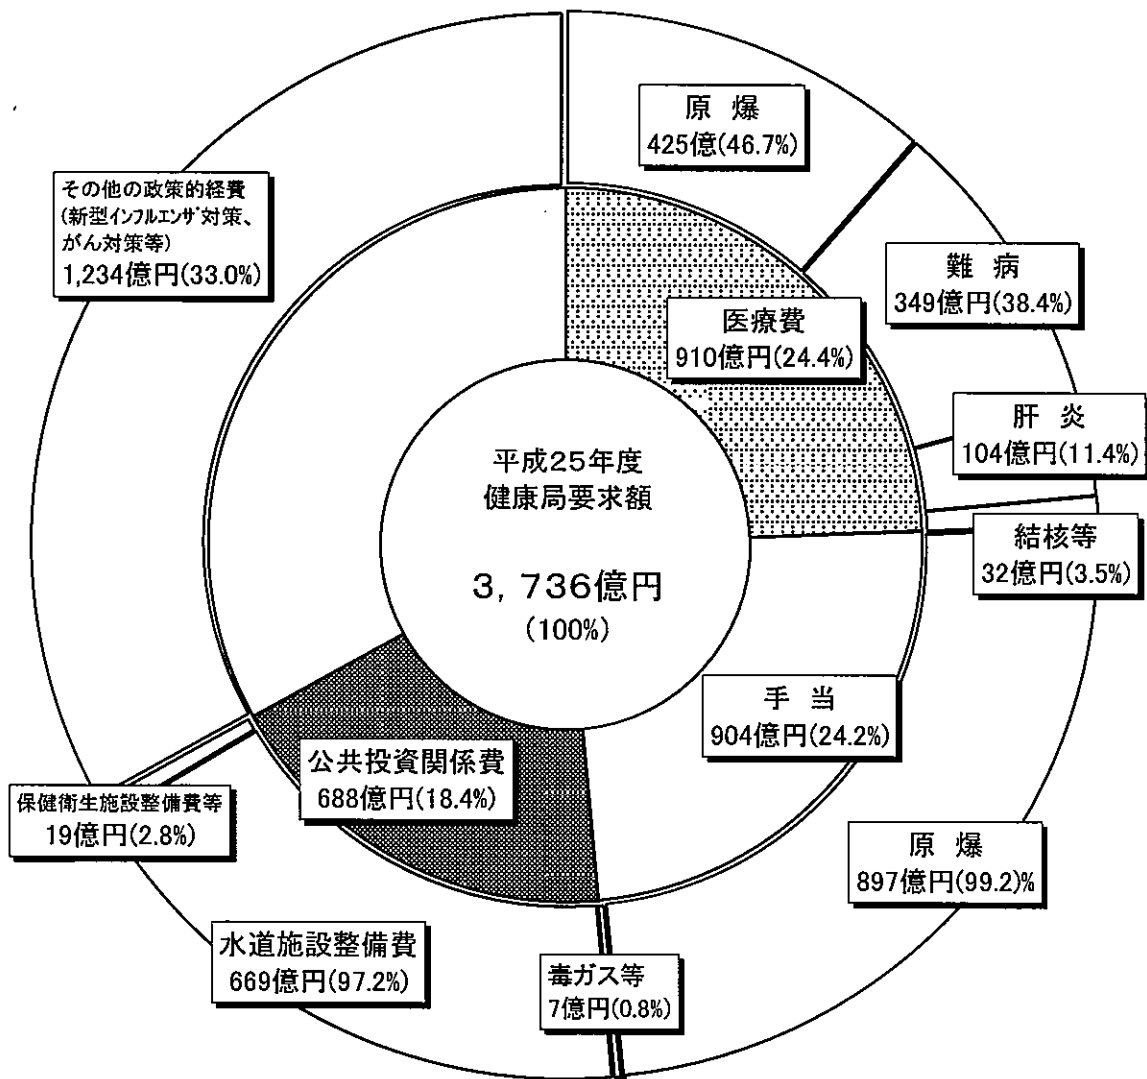 原 爆
425億(46.7%)
その他の政策的経費
(新型インフルエンザ対策、
がん対策等)
1,234億円(33.0%)
難 病
349億円(38.4%)
医療費
910億円(24.4%)
肝 炎
104億円(11.4%)
平成25年度
健康局要求額
3,736億円
(100%)
結核等
32億円(3.5%)
手 当
904億円(24.2%)
公共投資関係費
688億円(18.4%)
保健衛生施設整備費等
19億円(2.8%)
原 爆
897億円(99.2)%
水道施設整備費
669億円(97.2%)
毒ガス等
7億円(0.8%)